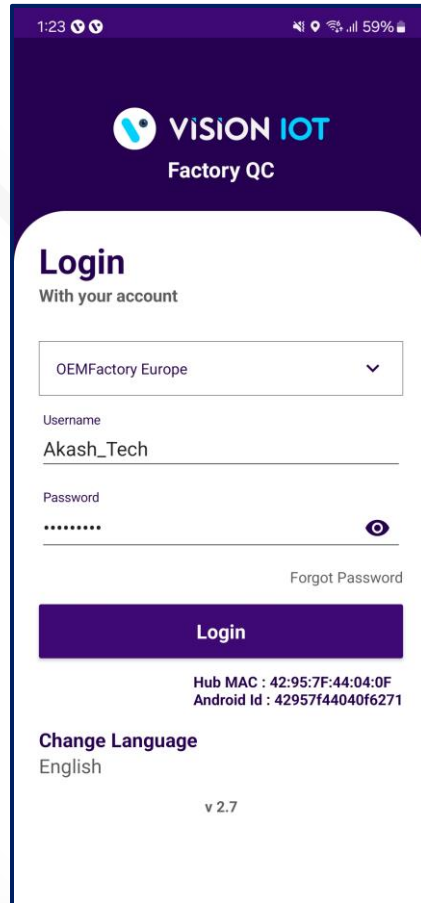 1:23
59%
VISION IOT
Factory QC
Login
With your account
OEMFactory Europe
Username
Akash_Tech
Password
•••••••••
Forgot Password
Login
Hub MAC : 42:95:7F:44:04:0F
Android Id : 42957f44040f6271
Change Language
English
v 2.7